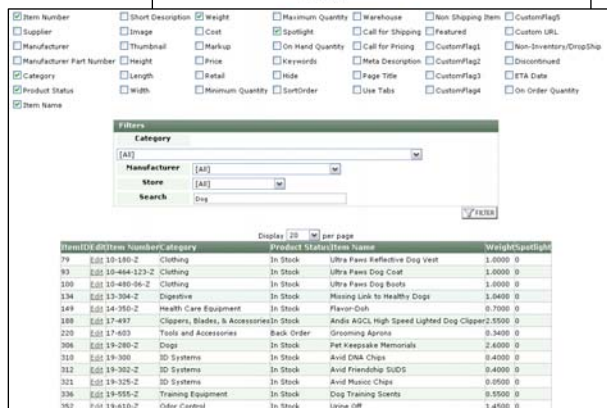 Item Number Short Description Weight Maximum Quantity Warehouse Non Shipping Item CustomFlag5
Supplier Image Cost Spotlight Call for Shipping Featured Custom URL
Manufacturer Thumbnail Markup On Hand Quantity Call for Pricing CustomFlag1 Non-Inventory/DropShip
Manufacturer Part Number Height Price Keywords Meta Description CustomFlag2 Discontinued
Category Length Retail Hide Page Title CustomFlag3 ETA Date
Product Status Width Minimum Quantity SortOrder Use Tabs CustomFlag4 On Order Quantity
Item Name
Filters
Category
[All]
Manufacturer [All]
Store [All]
Search Dog
FILTER
Display 20 per page
ItemID Edit Item Number Category Product Status Item Name Weight Spotlight
79 Edit 10-180-Z Clothing In Stock Ultra Paws Reflective Dog Vest 1.0000 0
93 Edit 10-464-123-Z Clothing In Stock Ultra Paws Dog Coat 1.0000 0
100 Edit 10-480-06-Z Clothing In Stock Ultra Paws Dog Boots 1.0000 0
134 Edit 13-304-Z Digestive In Stock Missing Link to Healthy Dogs 1.0400 0
149 Edit 14-350-Z Health Care Equipment In Stock Flavor-Doh 0.7000 0
188 Edit 17-497 Clippers, Blades, & Accessories In Stock Andis AGCL High Speed Lighted Dog Clipper 2.5500 0
220 Edit 17-603 Tools and Accessories Back Order Grooming Aprons 0.3400 0
306 Edit 19-280-Z Dogs In Stock Pet Keepsake Memorials 2.6000 0
310 Edit 19-300 ID Systems In Stock Avid DNA Chips 0.4000 0
312 Edit 19-302-Z ID Systems In Stock Avid Friendship SUDS 0.4000 0
321 Edit 19-325-Z ID Systems In Stock Avid Musicc Chips 0.0500 0
336 Edit 19-555-Z Training Equipment In Stock Dog Training Scents 0.5500 0
352 Edit 19-610-Z Odor Control In Stock Urine Off 1.4500 0